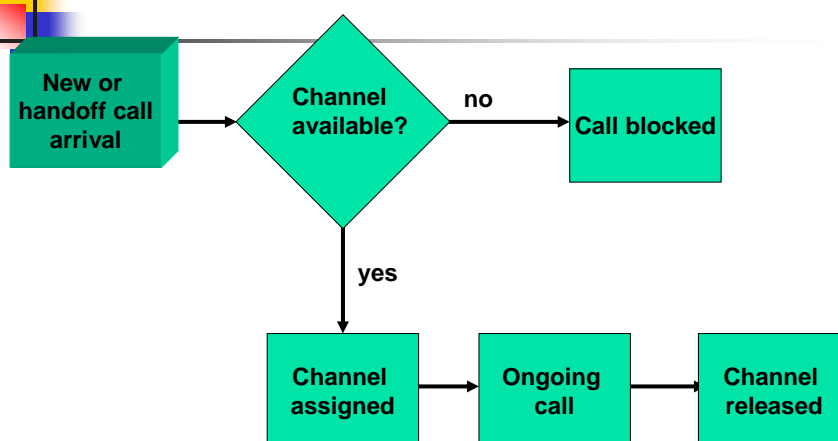 New or
handoff call
arrival
Channel
available?
no
Call blocked
yes
Channel
assigned
Ongoing
call
Channel
released